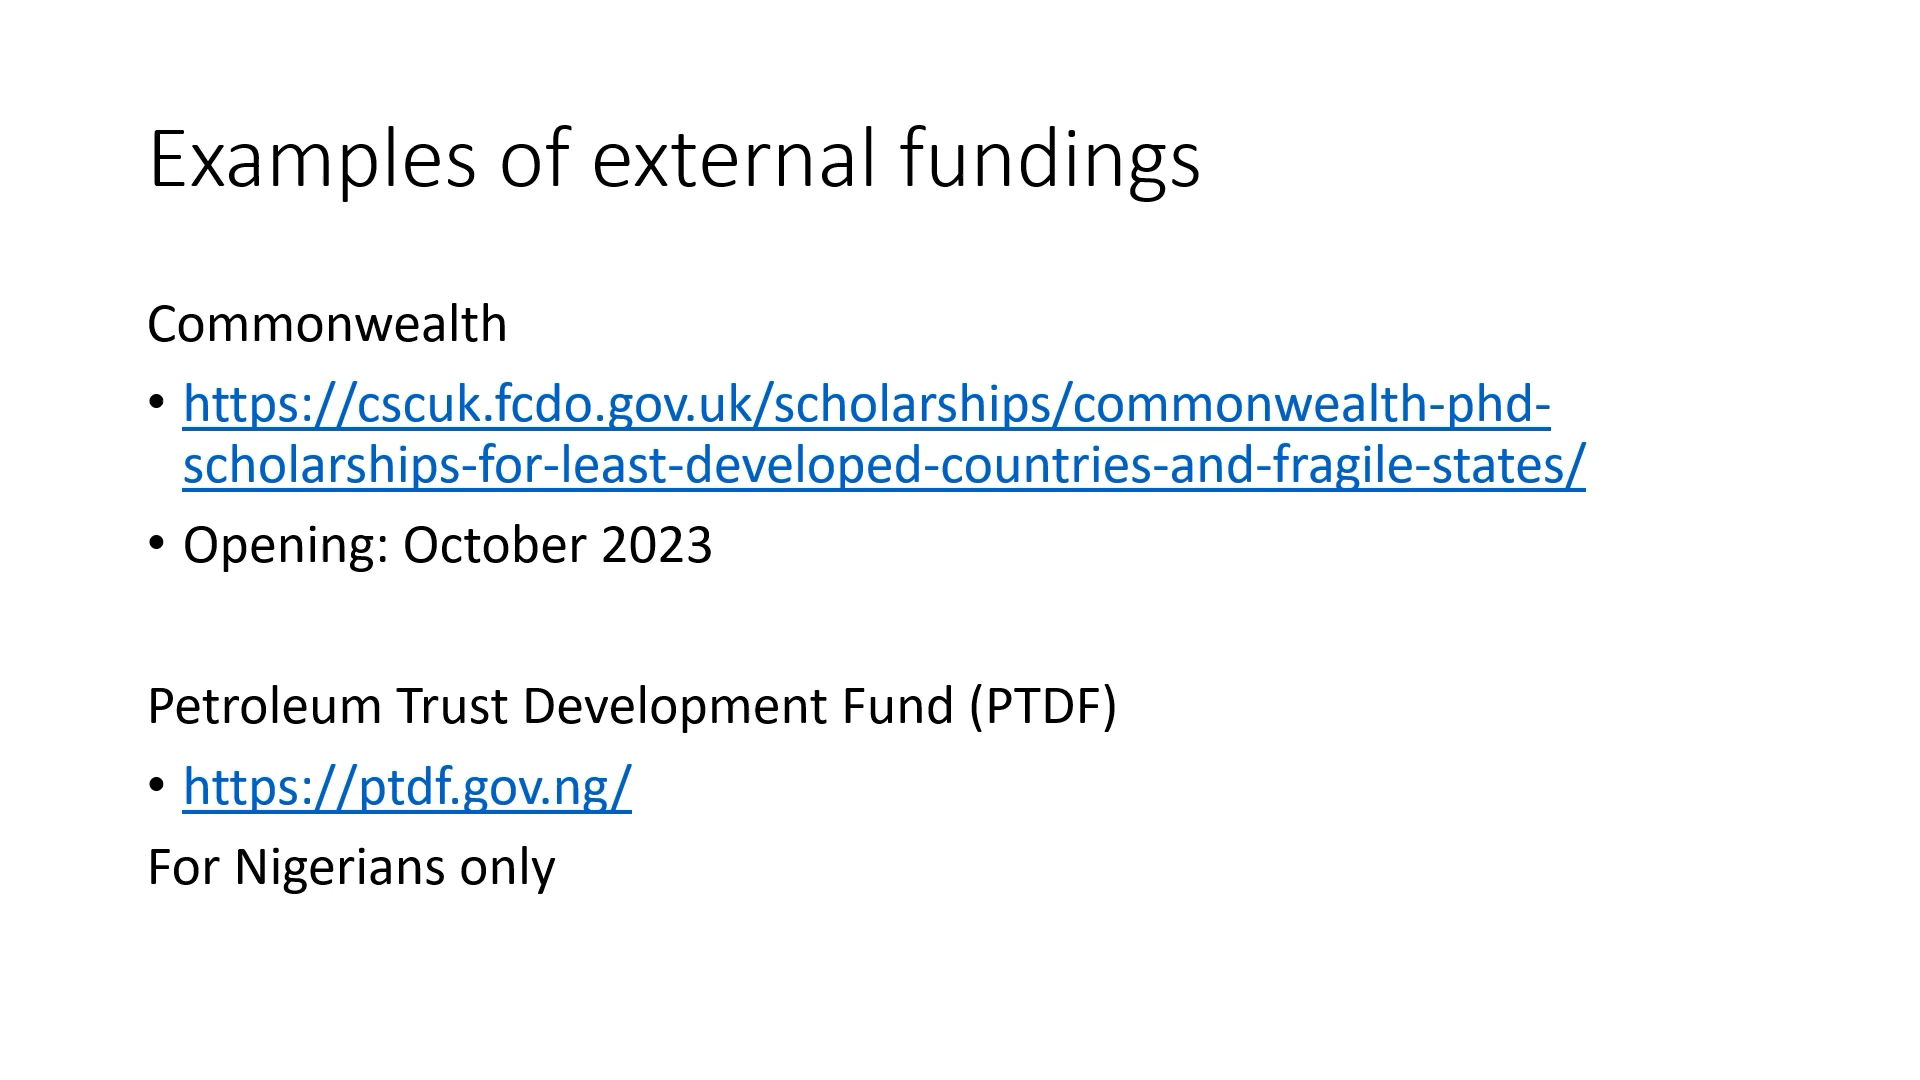 Examples of external fundings
Commonwealth
• https://cscuk.fcdo.gov.uk/scholarships/commonwealth-phd-
scholarships-for-least-developed-countries-and-fragile-states/
• Opening: October 2023
Petroleum Trust Development Fund (PTDF)
• https://ptdf.gov.ng/
For Nigerians only